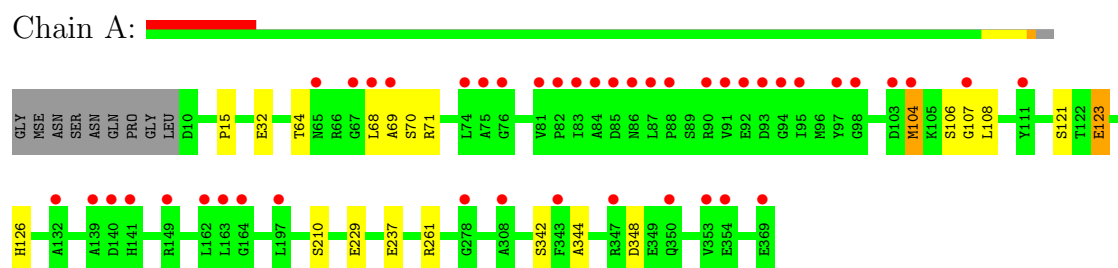 Chain A:
GLY MSE ASN SER ASN GLN PRO GLY LEU D10 P15 E32 T64 N65 R66 G67 L68 A69 S70 R71 L74 A75 G76 V81 P82 I83 A84 D85 N86 L87 P88 S89 R90 V91 E92 D93 G94 I95 M96 Y97 G98 D103 M104 K105 S106 G107 L108 Y111 S121 T122 E123
H126 A132 A139 D140 H141 R149 L162 L163 G164 L197 S210 E229 E237 R261 G278 A308 S342 F343 A344 R347 D348 E349 Q350 V353 E354 E369